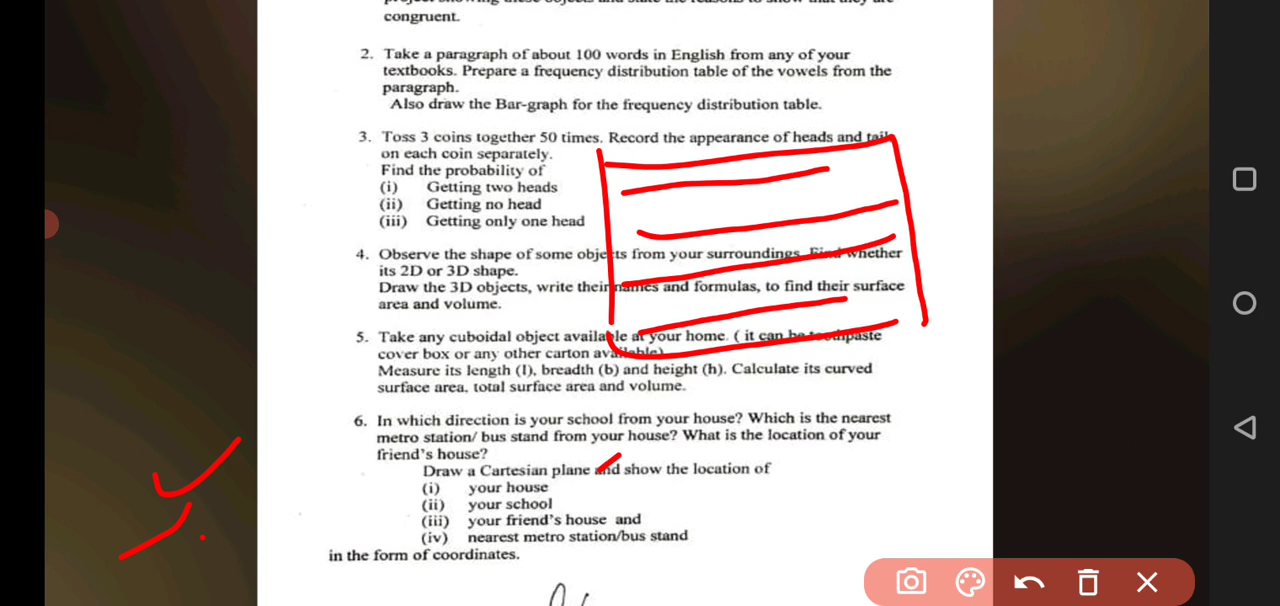 congruent.
2. Take a paragraph of about 100 words in English from any of your
textbooks. Prepare a frequency distribution table of the vowels from the
paragraph.
Also draw the Bar-graph for the frequency distribution table.
3. Toss 3 coins together 50 times. Record the appearance of heads and tails
on each coin separately.
Find the probability of
(i) Getting two heads
(ii) Getting no head
(iii) Getting only one head
4. Observe the shape of some objects from your surroundings. Find whether
its 2D or 3D shape.
Draw the 3D objects, write their names and formulas, to find their surface
area and volume.
5. Take any cuboidal object available at your home. ( it can be toothpaste
cover box or any other carton available)
Measure its length (l), breadth (b) and height (h). Calculate its curved
surface area, total surface area and volume.
6. In which direction is your school from your house? Which is the nearest
metro station/ bus stand from your house? What is the location of your
friend's house?
Draw a Cartesian plane and show the location of
(i) your house
(ii) your school
(iii) your friend's house and
(iv) nearest metro station/bus stand
in the form of coordinates.